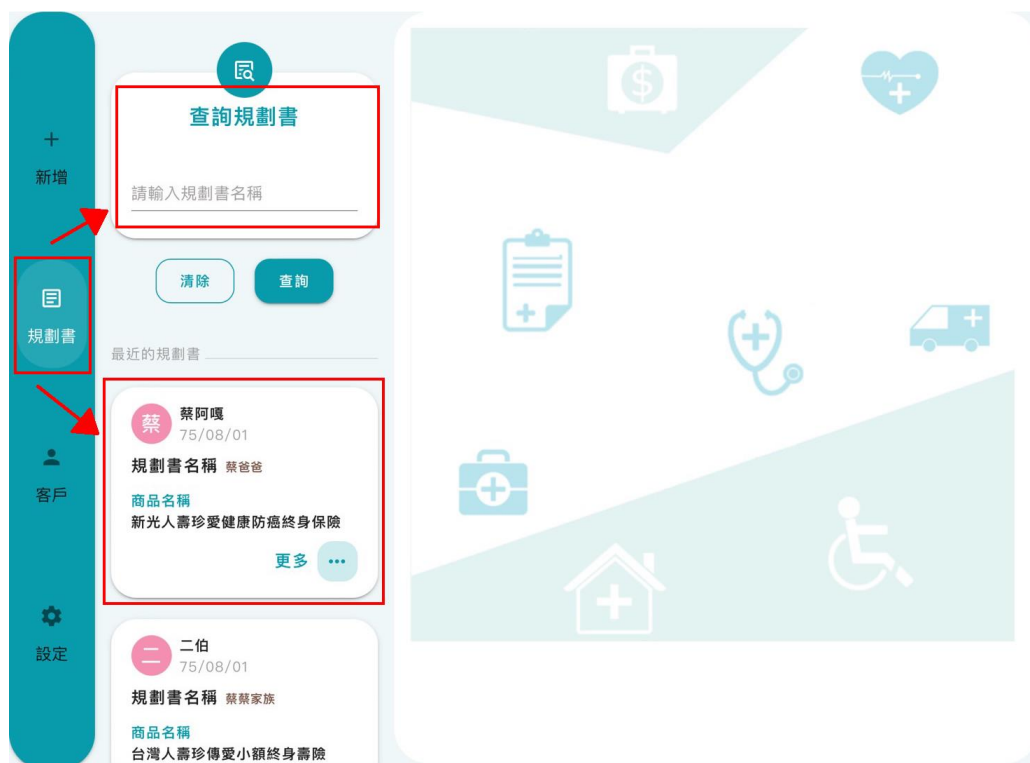 新增
規劃書
客戶
設定
查詢規劃書
請輸入規劃書名稱
清除
查詢
最近的規劃書
蔡
蔡阿嘎
75/08/01
規劃書名稱 蔡爸爸
商品名稱
新光人壽珍愛健康防癌終身保險
更多
二
二伯
75/08/01
規劃書名稱 蔡蔡家族
商品名稱
台灣人壽珍傳愛小額終身壽險